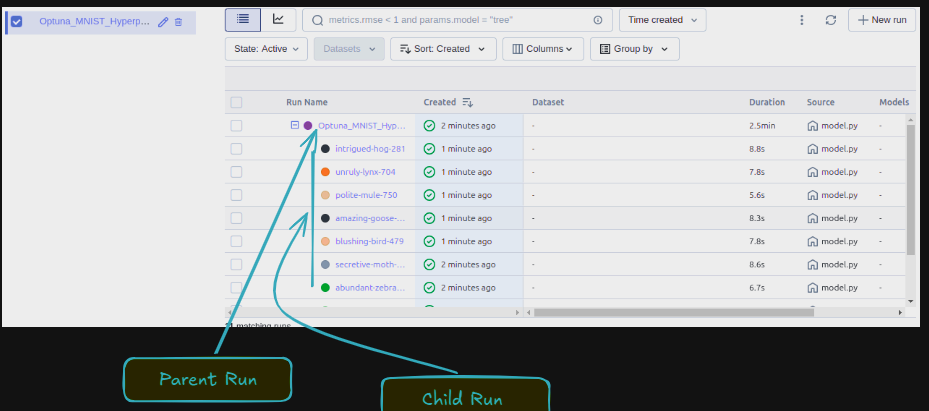 Optuna_MNIST_Hyperp...
metrics.rmse < 1 and params.model = "tree"
Time created
New run
State: Active
Datasets
Sort: Created
Columns
Group by
Run Name Created Dataset Duration Source Models
Optuna_MNIST_Hyp... 2 minutes ago - 2.5min model.py -
intrigued-hog-281 1 minute ago - 8.8s model.py -
unruly-lynx-704 1 minute ago - 7.8s model.py -
polite-mule-750 1 minute ago - 5.6s model.py -
amazing-goose-... 1 minute ago - 8.3s model.py -
blushing-bird-479 1 minute ago - 7.8s model.py -
secretive-moth-... 2 minutes ago - 8.6s model.py -
abundant-zebra... 2 minutes ago - 6.7s model.py -
matching runs
Parent Run
Child Run